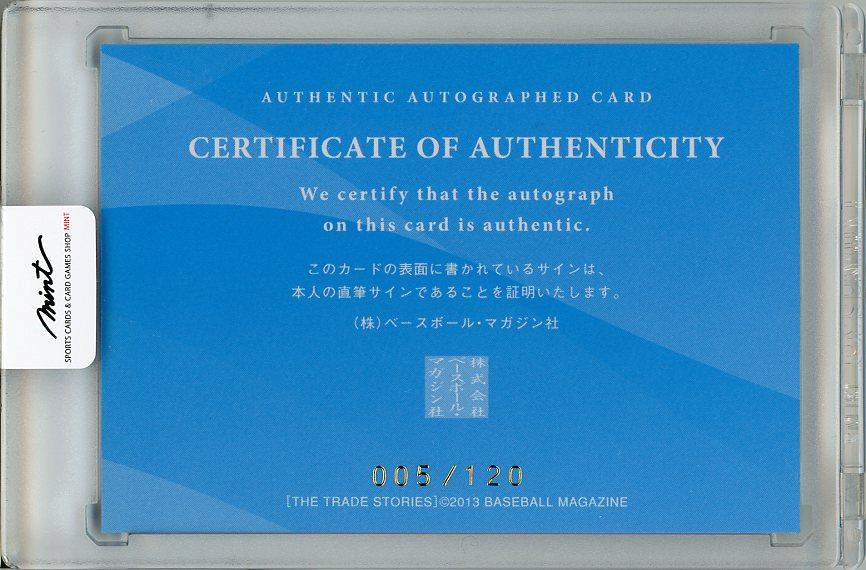 AUTHENTIC AUTOGRAPHED CARD
CERTIFICATE OF AUTHENTICITY
We certify that the autograph
on this card is authentic.
このカードの表面に書かれているサインは、
本人の直筆サインであることを証明いたします。
(株)ベースボール・マガジン社
株式会社
ベースボール・
マガジン社
005/120
[THE TRADE STORIES]©2013 BASEBALL MAGAZINE
mint
SPORTS CARDS & CARD GAMES SHOP MINT